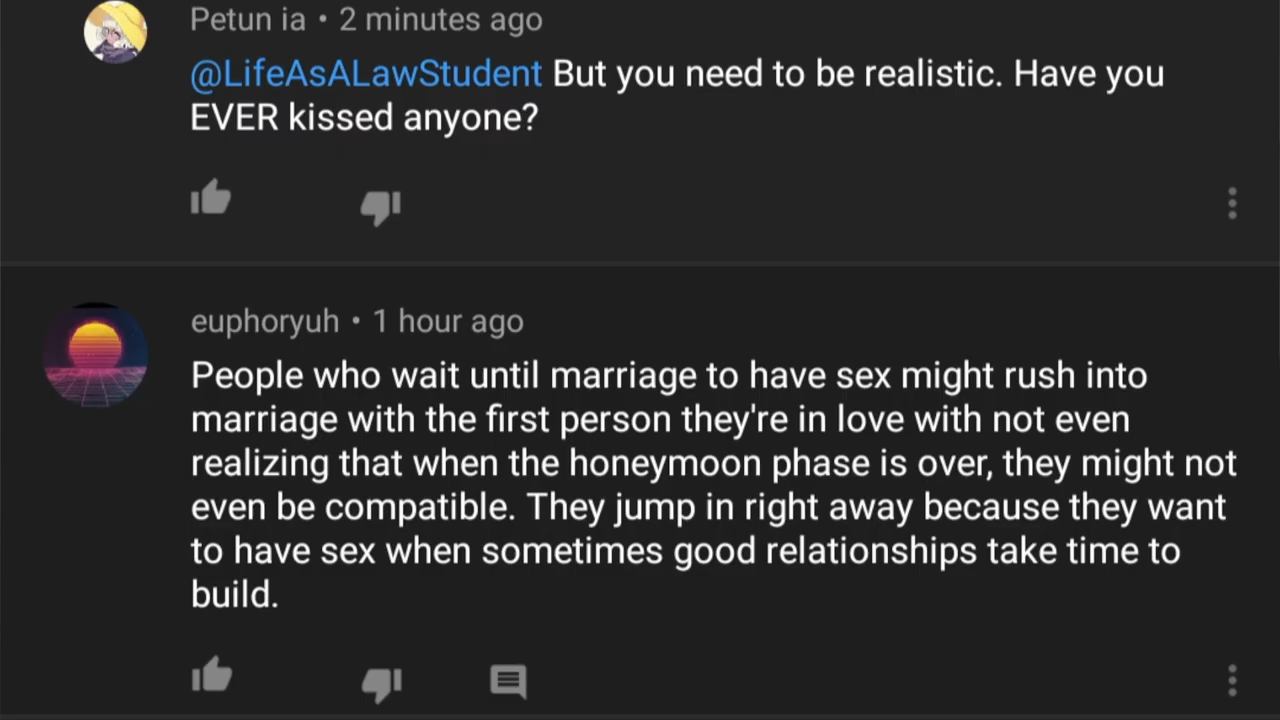 Petun ia • 2 minutes ago
@LifeAsALawStudent But you need to be realistic. Have you
EVER kissed anyone?
euphoryuh • 1 hour ago
People who wait until marriage to have sex might rush into
marriage with the first person they're in love with not even
realizing that when the honeymoon phase is over, they might not
even be compatible. They jump in right away because they want
to have sex when sometimes good relationships take time to
build.